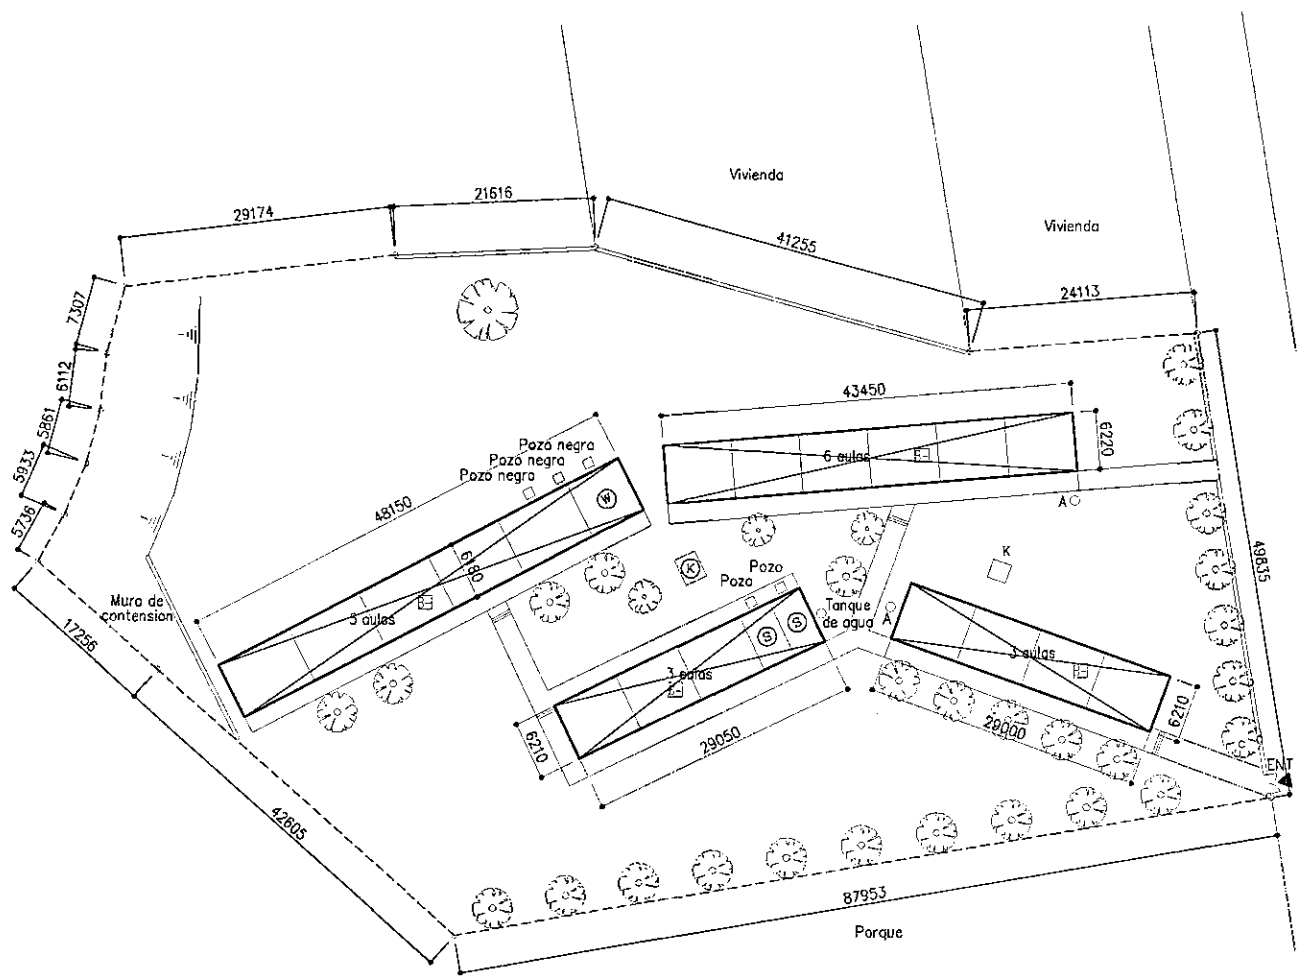 Vivienda
21616
29174
41255
Vivienda
24113
7307
6112
5861
5933
5736
43450
6220
Pozo negra
Pozo negra
Pozo negra
6 aulas
W
A
48150
6180
K
K
49835
Pozo
Pozo
Muro de
contension
5 aulas
Tanque
de agua
A
S
S
17256
3 aulas
3 aulas
6210
6210
29050
29000
ENT
42605
87953
Porque